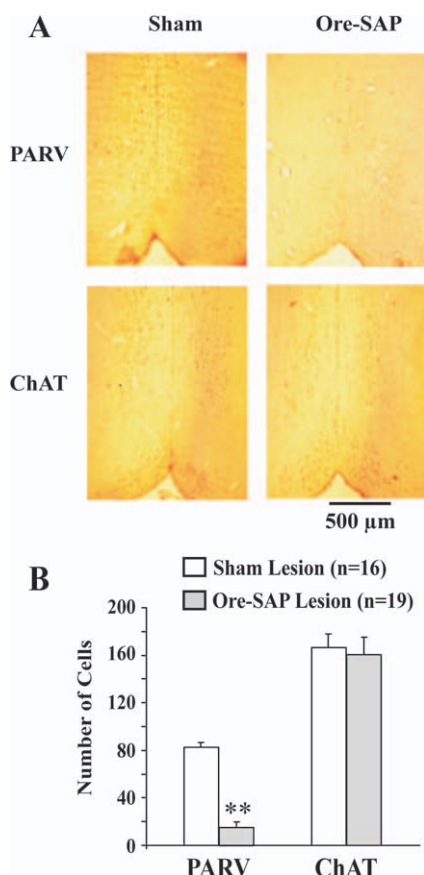 A
Sham
Ore-SAP
PARV
ChAT
500 µm
B
Sham Lesion (n=16)
Ore-SAP Lesion (n=19)
200
160
120
80
40
0
Number of Cells
**
PARV
ChAT